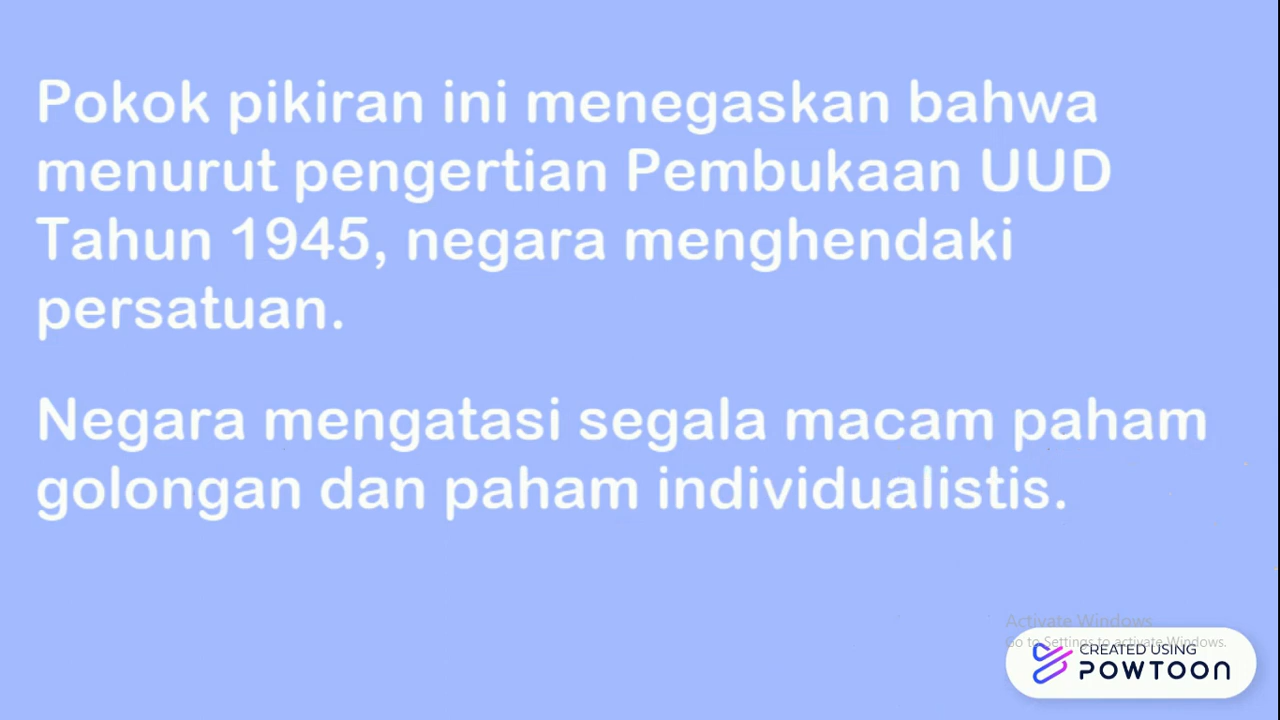 Pokok pikiran ini menegaskan bahwa
menurut pengertian Pembukaan UUD
Tahun 1945, negara menghendaki
persatuan.
Negara mengatasi segala macam paham
golongan dan paham individualistis.
Activate Windows
Go to Settings to activate Windows.
CREATED USING
POWTOON